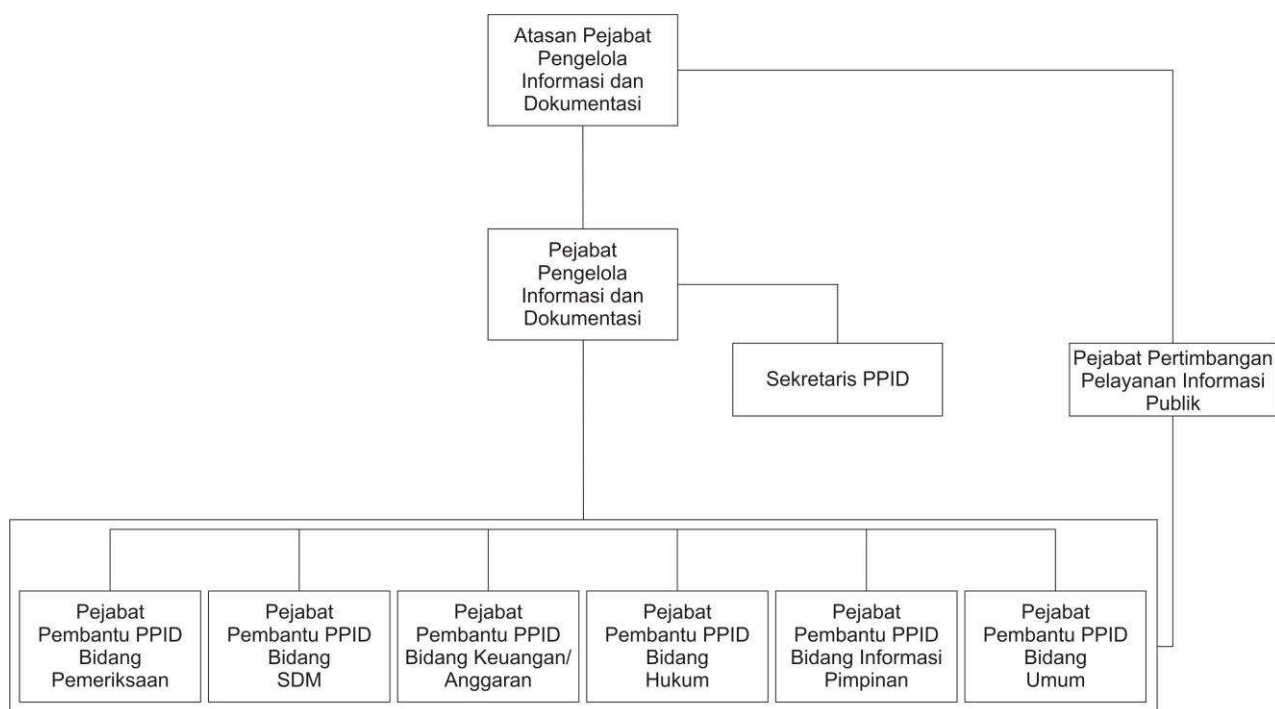 Atasan Pejabat
Pengelola
Informasi dan
Dokumentasi
Pejabat
Pengelola
Informasi dan
Dokumentasi
Sekretaris PPID
Pejabat Pertimbangan
Pelayanan Informasi
Publik
Pejabat
Pembantu PPID
Bidang
Pemeriksaan
Pejabat
Pembantu PPID
Bidang
SDM
Pejabat
Pembantu PPID
Bidang Keuangan/
Anggaran
Pejabat
Pembantu PPID
Bidang
Hukum
Pejabat
Pembantu PPID
Bidang Informasi
Pimpinan
Pejabat
Pembantu PPID
Bidang
Umum